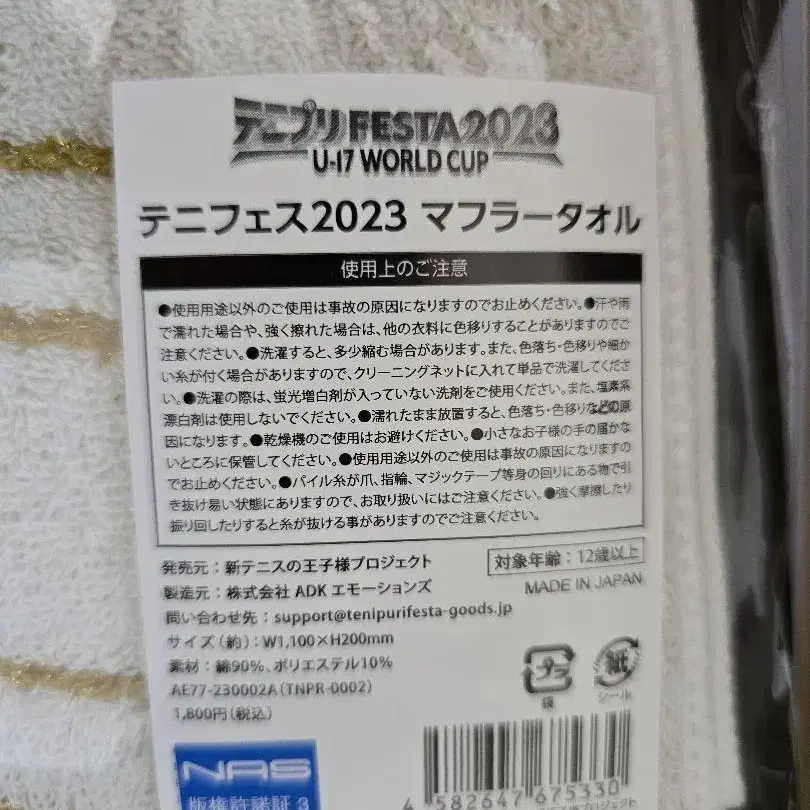 テニプリFESTA2023
U-17 WORLD CUP
テニフェス2023 マフラータオル
使用上のご注意
●使用用途以外のご使用は事故の原因になりますのでお止めください。●汗や雨
で濡れた場合や、強く擦れた場合は、他の衣料に色移りすることがありますのでご
注意ください。●洗濯すると、多少縮む場合があります。また、色落ち・色移りや細か
い糸が付く場合がありますので、クリーニングネットに入れて単品で洗濯してくださ
い。●洗濯の際は、蛍光増白剤が入っていない洗剤をご使用ください。また、塩素系
漂白剤は使用しないでください。●濡れたまま放置すると、色落ち・色移りなどの原
因になります。●乾燥機のご使用はお避けください。●小さなお子様の手の届かな
いところに保管してください。●使用用途以外のご使用は事故の原因になりますの
でお止めください。●パイル糸が爪、指輪、マジックテープ等身の回りにある物で引
き抜け易い状態にありますので、お取り扱いにはご注意ください。●強く摩擦したり
振り回したりすると糸が抜ける事がありますのでご注意ください。
発売元：新テニスの王子様プロジェクト
対象年齢：12歳以上
製造元：株式会社 ADK エモーションズ
MADE IN JAPAN
問い合わせ先：support@tenipurifesta-goods.jp
サイズ（約）：W1,100×H200mm
素材：綿90%、ポリエステル10%
AE77-230002A（TNPR-0002）
1,800円（税込）
プラ
袋
紙
シール
NAS
版権許諾証 3
4 582647 675330
プロジェクト